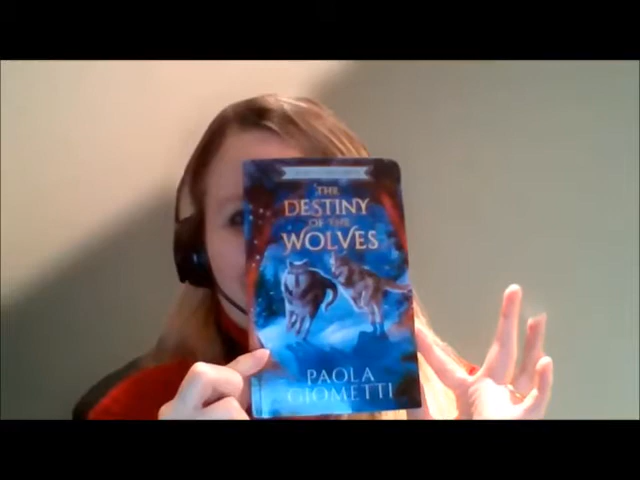 THE
DESTINY
OF THE
WOLVES
PAOLA
GIOMETTI